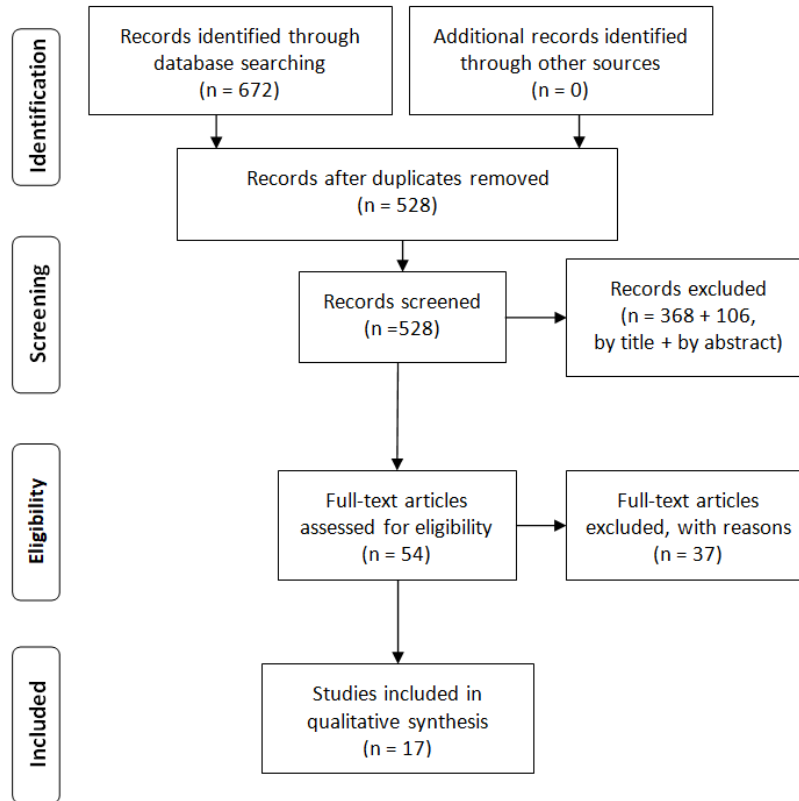 Identification
Records identified through
database searching
(n = 672)
Additional records identified
through other sources
(n = 0)
Records after duplicates removed
(n = 528)
Screening
Records screened
(n =528)
Records excluded
(n = 368 + 106,
by title + by abstract)
Eligibility
Full-text articles
assessed for eligibility
(n = 54)
Full-text articles
excluded, with reasons
(n = 37)
Included
Studies included in
qualitative synthesis
(n = 17)